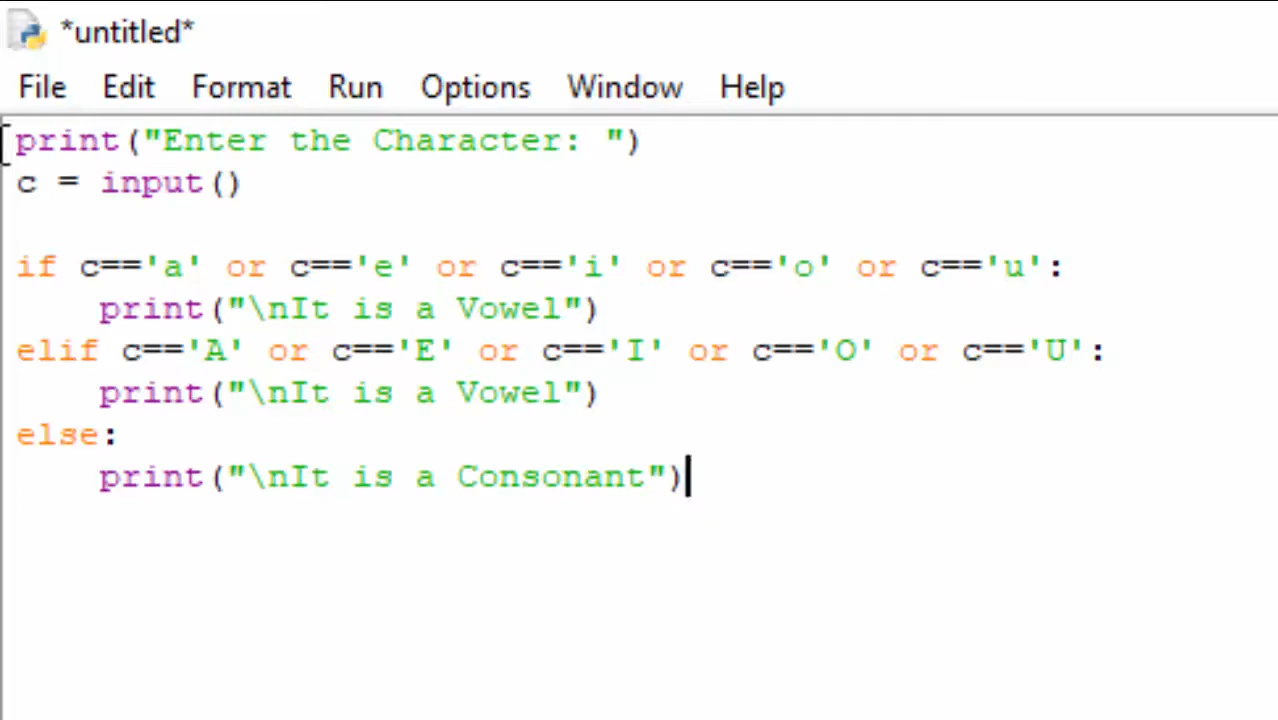 *untitled*
File Edit Format Run Options Window Help
print("Enter the Character: ")
c = input()
if c=='a' or c=='e' or c=='i' or c=='o' or c=='u':
    print("\nIt is a Vowel")
elif c=='A' or c=='E' or c=='I' or c=='O' or c=='U':
    print("\nIt is a Vowel")
else:
    print("\nIt is a Consonant")